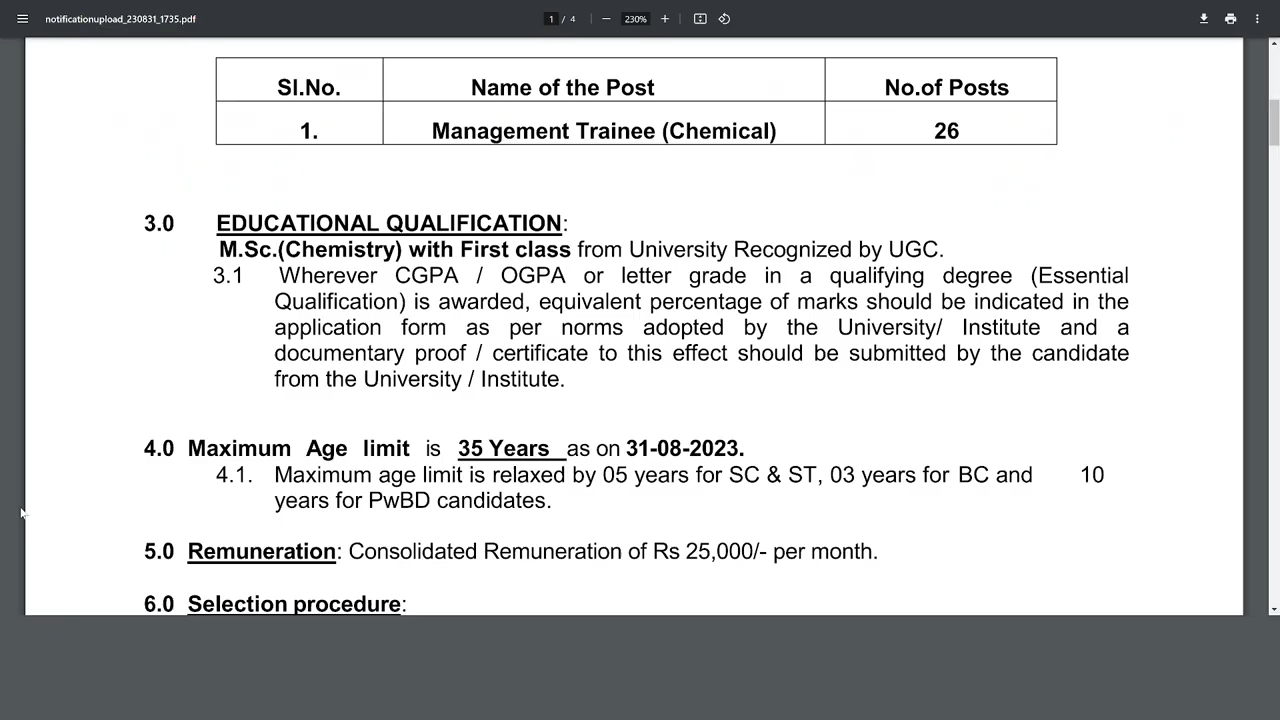 notificationupload_230831_1735.pdf
1 / 4
230%
Sl.No. Name of the Post No.of Posts
1. Management Trainee (Chemical) 26
3.0 EDUCATIONAL QUALIFICATION:
M.Sc.(Chemistry) with First class from University Recognized by UGC.
3.1 Wherever CGPA / OGPA or letter grade in a qualifying degree (Essential
Qualification) is awarded, equivalent percentage of marks should be indicated in the
application form as per norms adopted by the University/ Institute and a
documentary proof / certificate to this effect should be submitted by the candidate
from the University / Institute.
4.0 Maximum Age limit is 35 Years as on 31-08-2023.
4.1. Maximum age limit is relaxed by 05 years for SC & ST, 03 years for BC and 10
years for PwBD candidates.
5.0 Remuneration: Consolidated Remuneration of Rs 25,000/- per month.
6.0 Selection procedure: